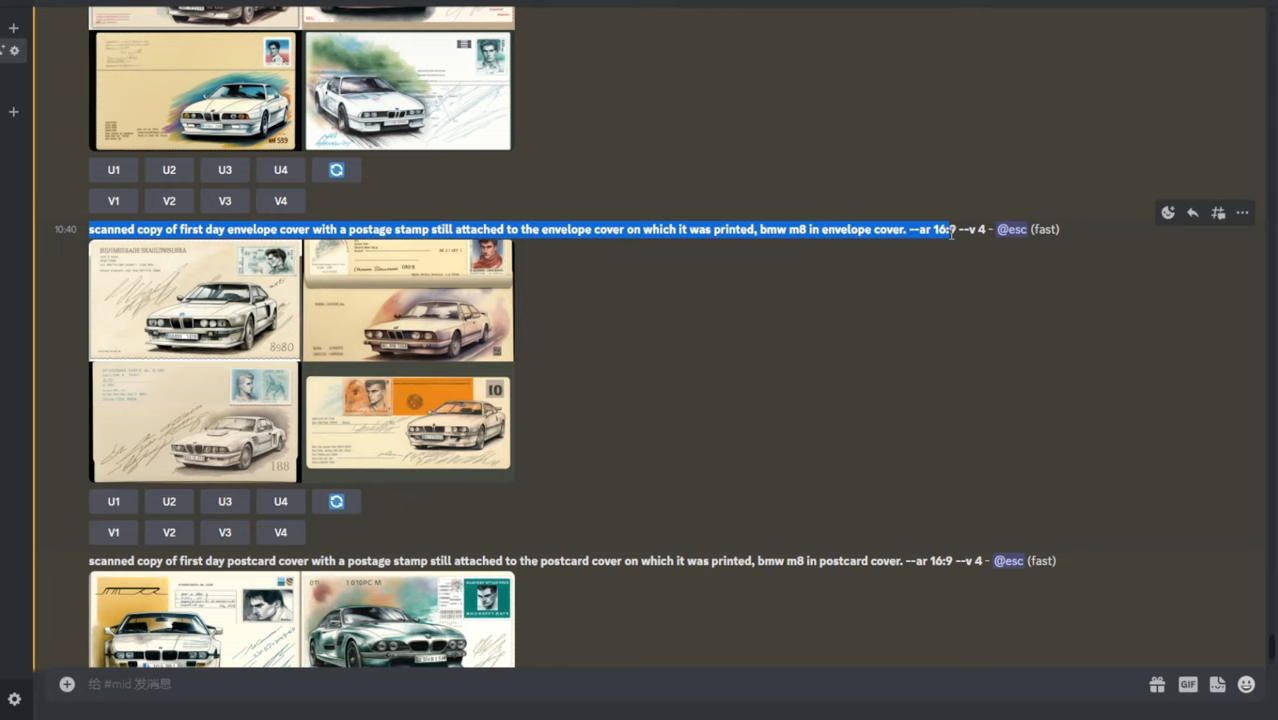 U1 U2 U3 U4
V1 V2 V3 V4
10:40 scanned copy of first day envelope cover with a postage stamp still attached to the envelope cover on which it was printed, bmw m8 in envelope cover. --ar 16:9 --v 4 - @esc (fast)
8980
188
10
U1 U2 U3 U4
V1 V2 V3 V4
scanned copy of first day postcard cover with a postage stamp still attached to the postcard cover on which it was printed, bmw m8 in postcard cover. --ar 16:9 --v 4 - @esc (fast)
给 #mid 发消息
GIF